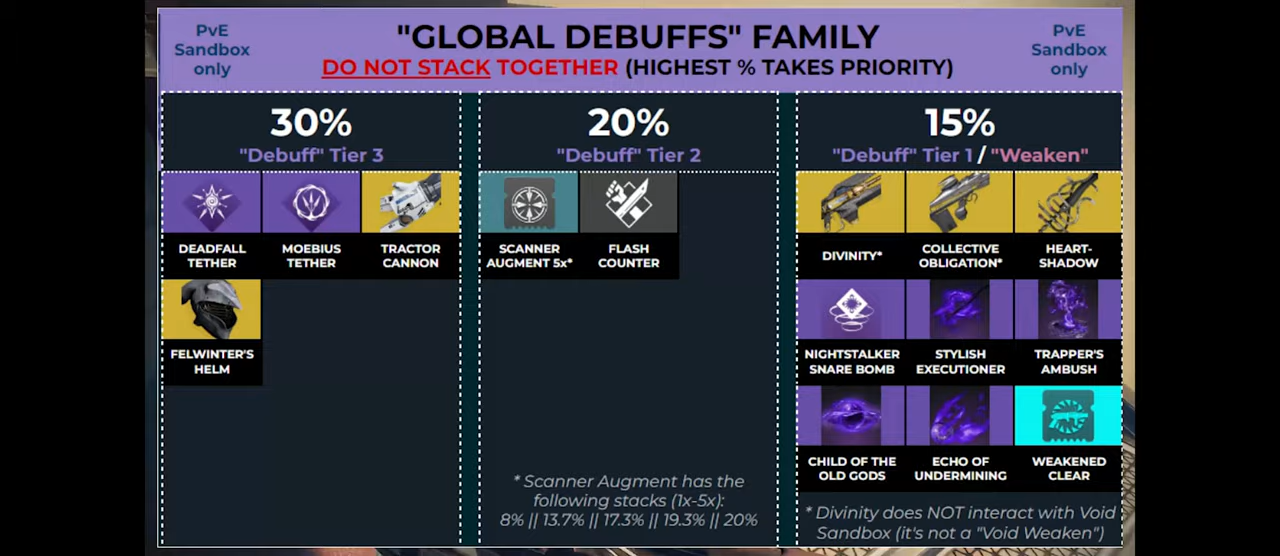 PvE
Sandbox
only
"GLOBAL DEBUFFS" FAMILY
DO NOT STACK TOGETHER (HIGHEST % TAKES PRIORITY)
PvE
Sandbox
only
30%
"Debuff" Tier 3
DEADFALL
TETHER
MOEBIUS
TETHER
TRACTOR
CANNON
FELWINTER'S
HELM
20%
"Debuff" Tier 2
SCANNER
AUGMENT 5x*
FLASH
COUNTER
* Scanner Augment has the
following stacks (1x-5x):
8% || 13.7% || 17.3% || 19.3% || 20%
15%
"Debuff" Tier 1 / "Weaken"
DIVINITY*
COLLECTIVE
OBLIGATION*
HEART-
SHADOW
NIGHTSTALKER
SNARE BOMB
STYLISH
EXECUTIONER
TRAPPER'S
AMBUSH
CHILD OF THE
OLD GODS
ECHO OF
UNDERMINING
WEAKENED
CLEAR
* Divinity does NOT interact with Void
Sandbox (it's not a "Void Weaken")